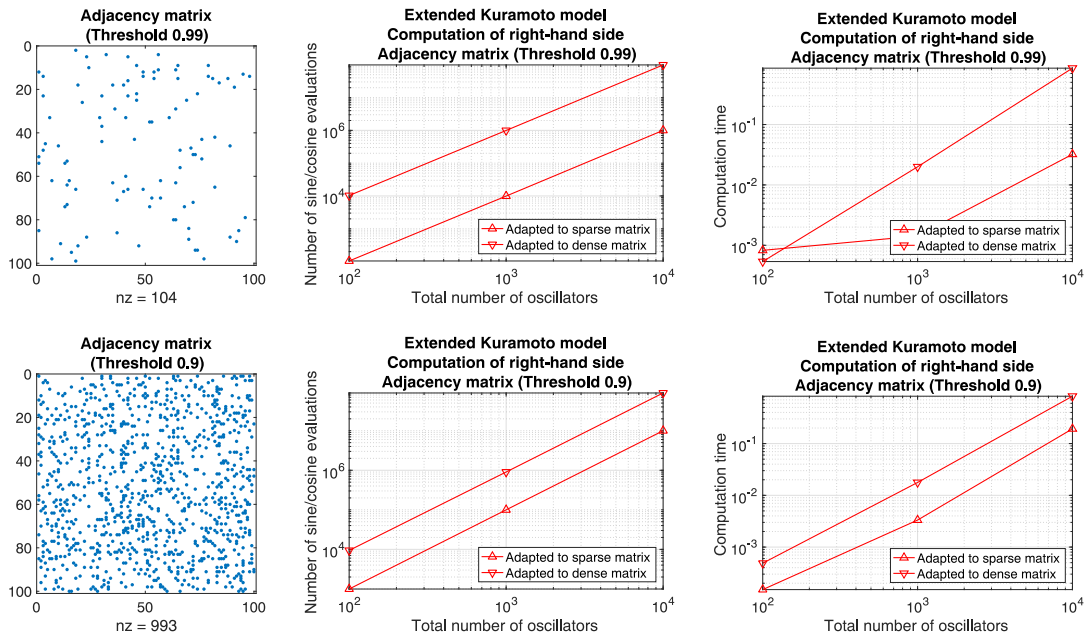 Adjacency matrix
(Threshold 0.99)
0
20
40
60
80
100
0
50
100
nz = 104
Extended Kuramoto model
Computation of right-hand side
Adjacency matrix (Threshold 0.99)
Number of sine/cosine evaluations
10^6
10^4
Adapted to sparse matrix
Adapted to dense matrix
10^2
10^3
10^4
Total number of oscillators
Extended Kuramoto model
Computation of right-hand side
Adjacency matrix (Threshold 0.99)
Computation time
10^-1
10^-2
10^-3
Adapted to sparse matrix
Adapted to dense matrix
10^2
10^3
10^4
Total number of oscillators
Adjacency matrix
(Threshold 0.9)
0
20
40
60
80
100
0
50
100
nz = 993
Extended Kuramoto model
Computation of right-hand side
Adjacency matrix (Threshold 0.9)
Number of sine/cosine evaluations
10^6
10^4
Adapted to sparse matrix
Adapted to dense matrix
10^2
10^3
10^4
Total number of oscillators
Extended Kuramoto model
Computation of right-hand side
Adjacency matrix (Threshold 0.9)
Computation time
10^-1
10^-2
10^-3
Adapted to sparse matrix
Adapted to dense matrix
10^2
10^3
10^4
Total number of oscillators